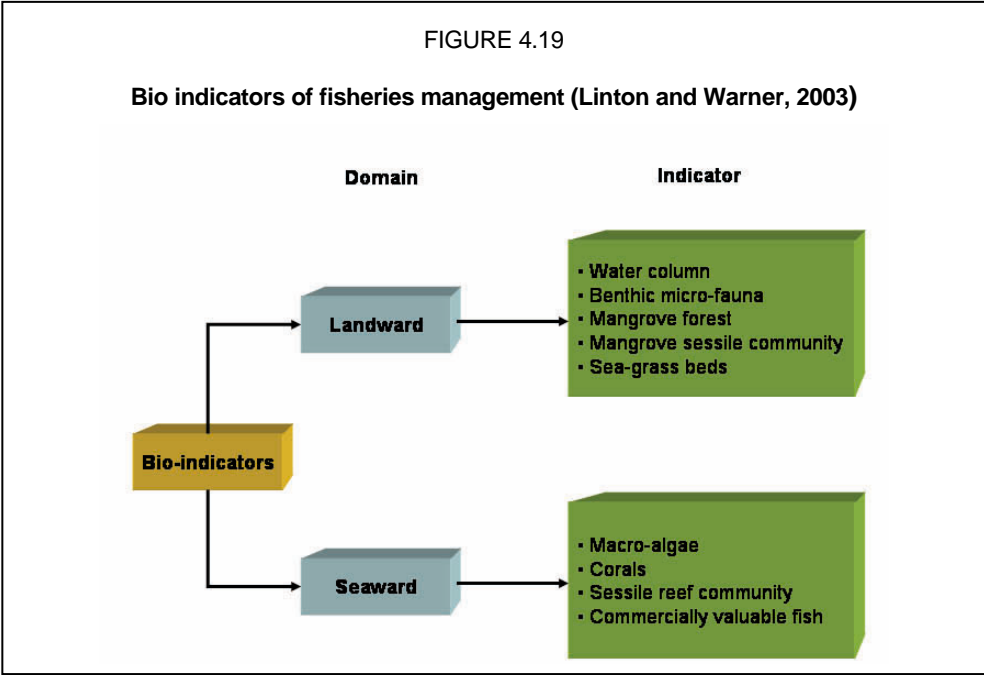 FIGURE 4.19
Bio indicators of fisheries management (Linton and Warner, 2003)
Domain
Indicator
Landward
· Water column
· Benthic micro-fauna
· Mangrove forest
· Mangrove sessile community
· Sea-grass beds
Bio-indicators
Seaward
· Macro-algae
· Corals
· Sessile reef community
· Commercially valuable fish